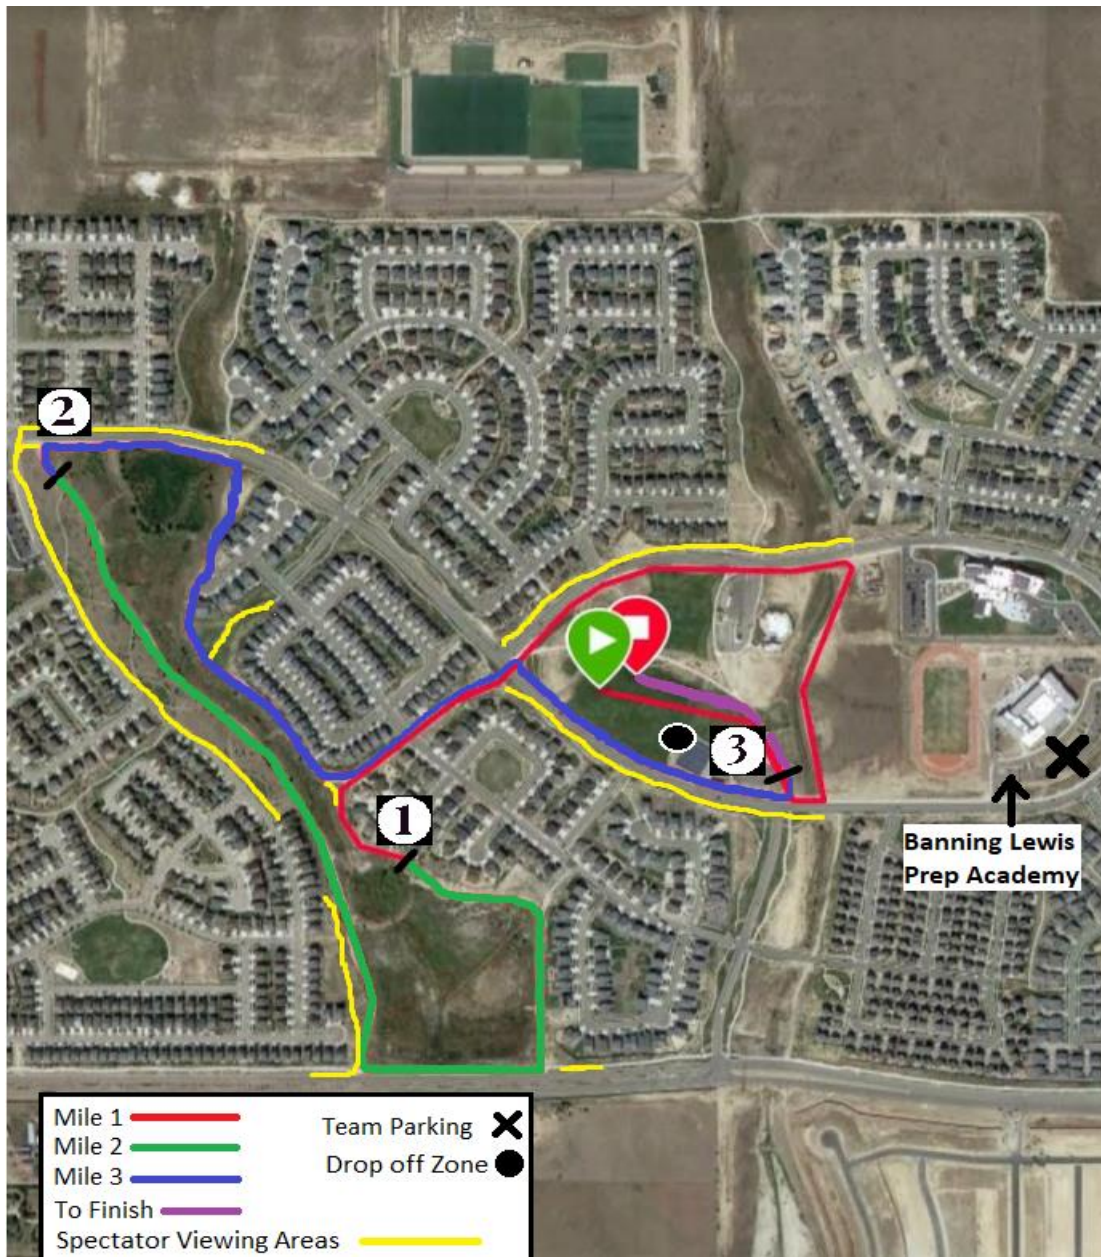 2
3
1
Banning Lewis
Prep Academy
Mile 1
Mile 2
Mile 3
To Finish
Spectator Viewing Areas
Team Parking
Drop off Zone